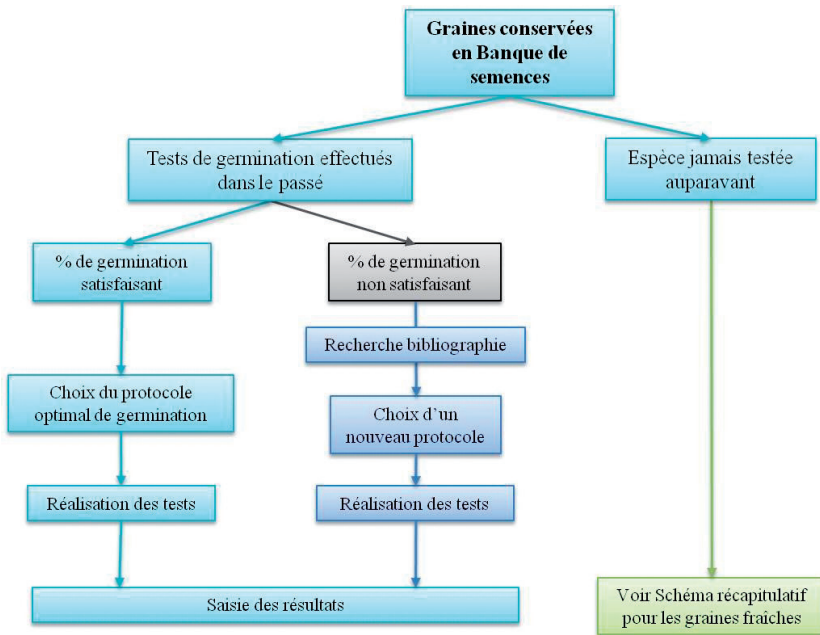 Graines conservées
en Banque de
semences
Tests de germination effectués
dans le passé
Espèce jamais testée
auparavant
% de germination
satisfaisant
% de germination
non satisfaisant
Recherche bibliographie
Choix du protocole
optimal de germination
Choix d'un
nouveau protocole
Réalisation des tests
Réalisation des tests
Saisie des résultats
Voir Schéma récapitulatif
pour les graines fraîches